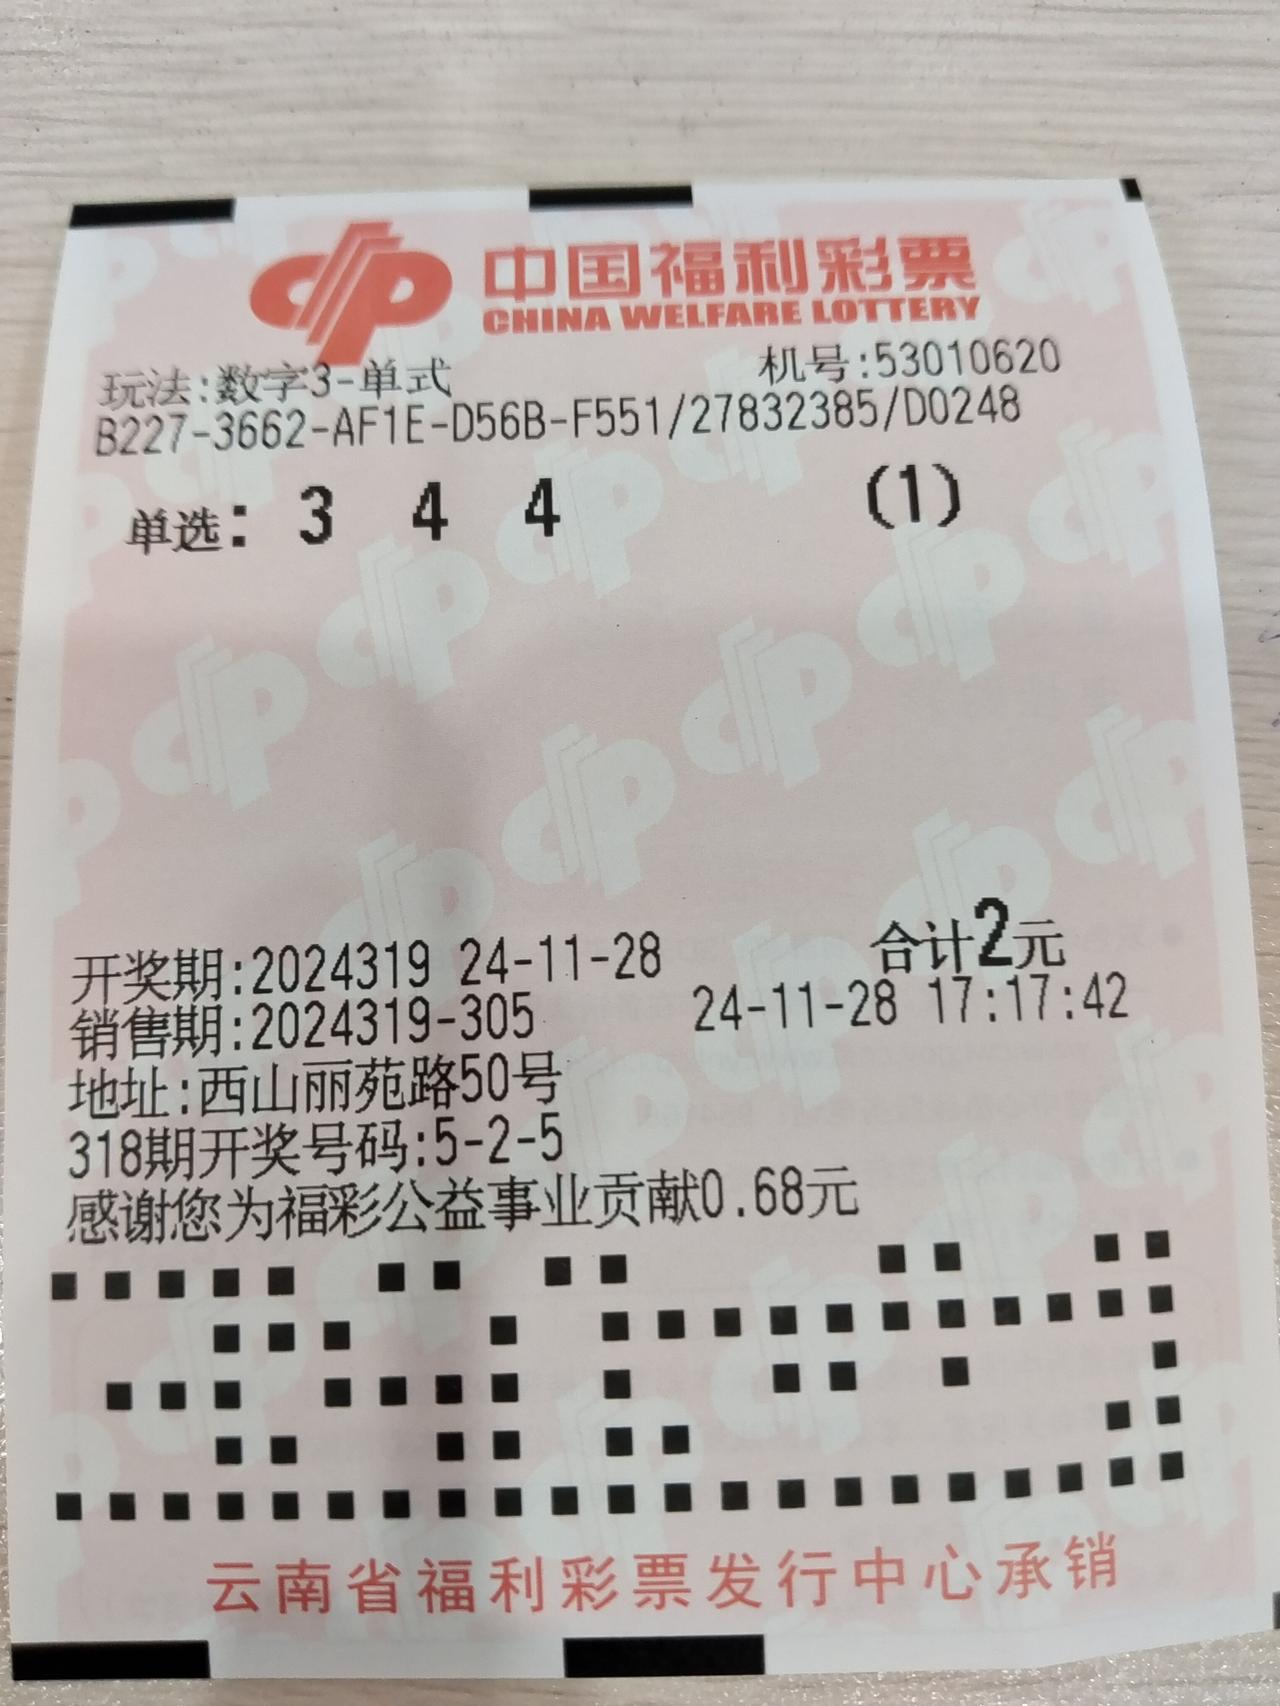 中国福利彩票
CHINA WELFARE LOTTERY
玩法:数字3-单式 机号:53010620
B227-3662-AF1E-D56B-F551/27832385/D0248
单选: 3 4 4 (1)
开奖期:2024319 24-11-28 合计2元
销售期:2024319-305 24-11-28 17:17:42
地址:西山丽苑路50号
318期开奖号码:5-2-5
感谢您为福彩公益事业贡献0.68元
云南省福利彩票发行中心承销